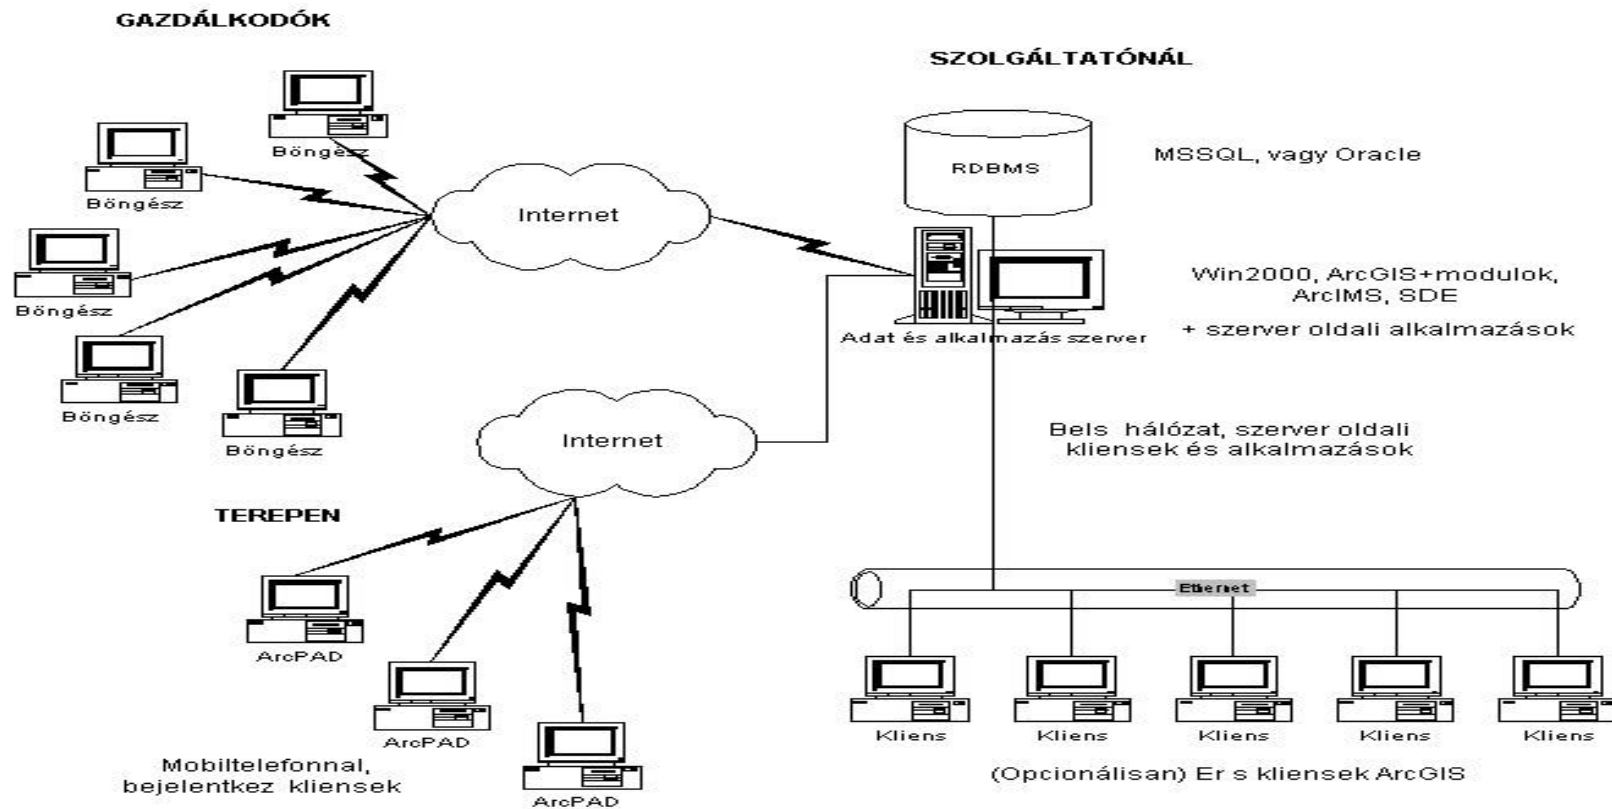 GAZDÁLKODÓK
SZOLGÁLTATÓNÁL
Böngész
Böngész
Böngész
Böngész
Böngész
Internet
RDBMS
MSSQL, vagy Oracle
Win2000, ArcGIS+modulok,
ArcIMS, SDE
+ szerver oldali alkalmazások
Adat és alkalmazás szerver
Internet
Bels hálózat, szerver oldali
kliensek és alkalmazások
TEREPEN
Ethernet
ArcPAD
ArcPAD
ArcPAD
Mobiltelefonnal,
bejelentkez kliensek
Kliens
Kliens
Kliens
Kliens
Kliens
(Opcionálisan) Er s kliensek ArcGIS